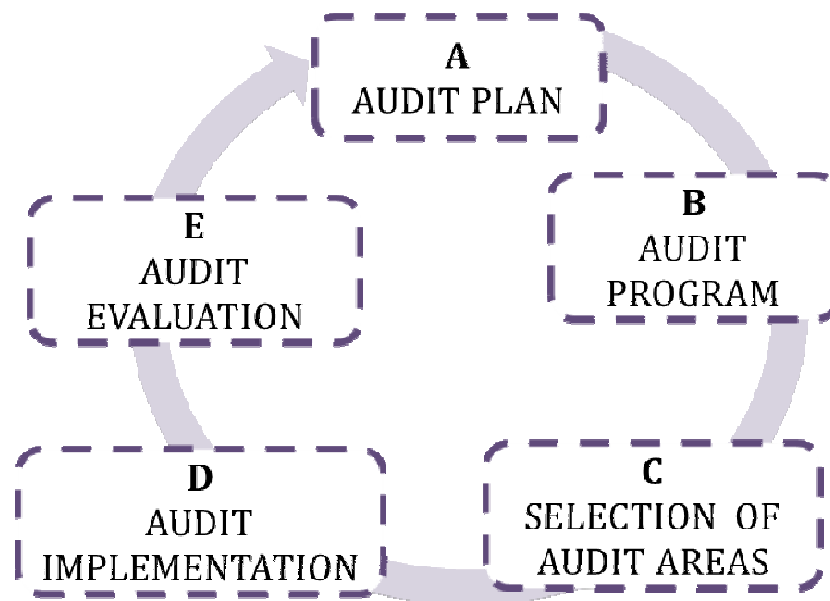 A
AUDIT PLAN
B
AUDIT
PROGRAM
C
SELECTION OF
AUDIT AREAS
D
AUDIT
IMPLEMENTATION
E
AUDIT
EVALUATION